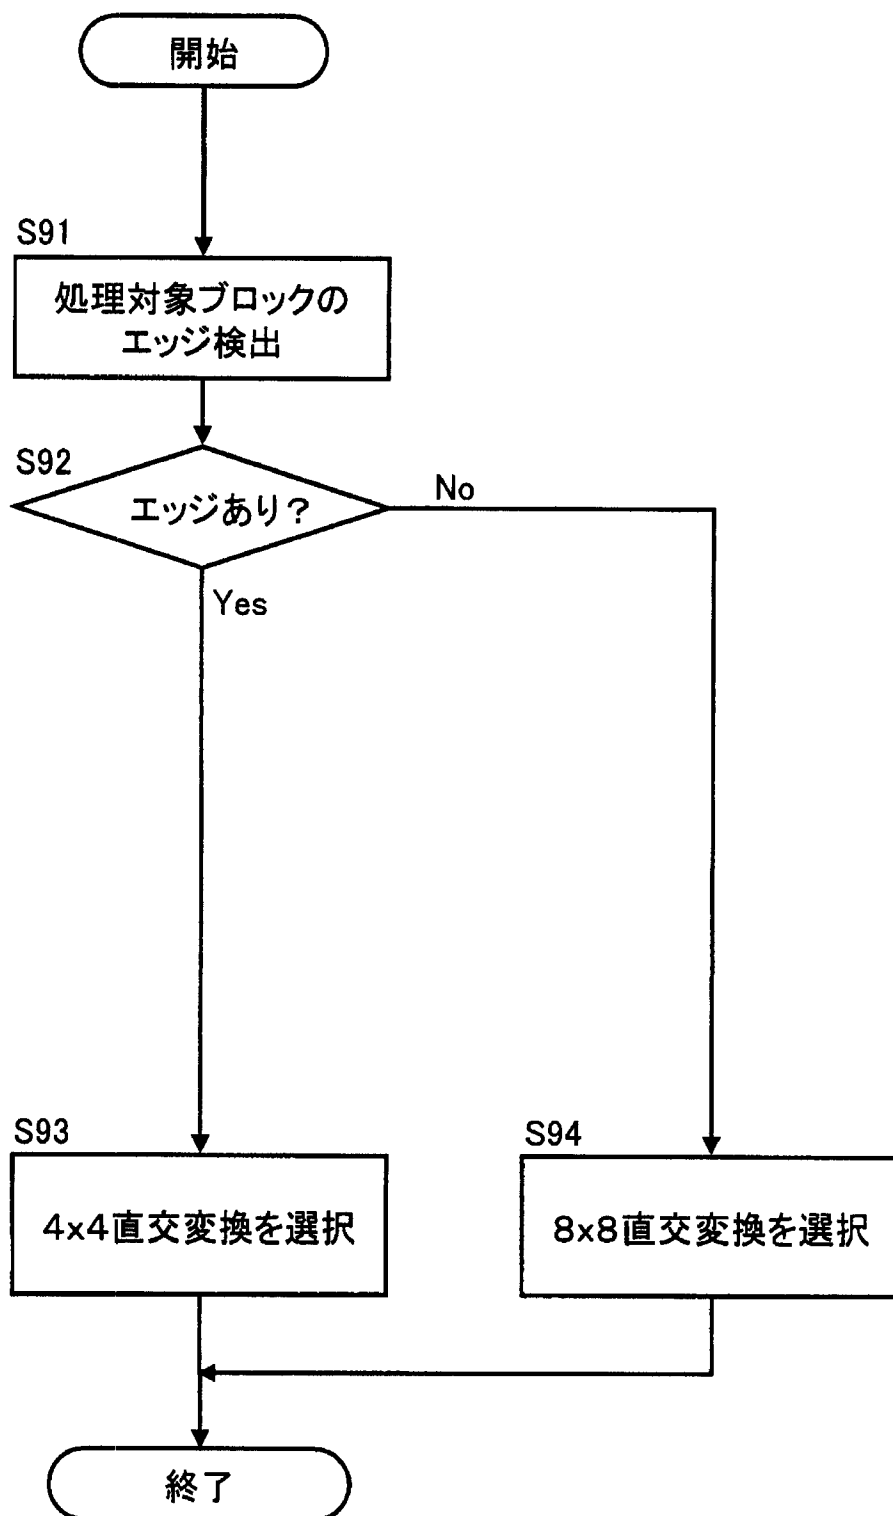 開始
S91
処理対象ブロックの
エッジ検出
S92
エッジあり?
No
Yes
S93
4x4直交変換を選択
S94
8x8直交変換を選択
終了